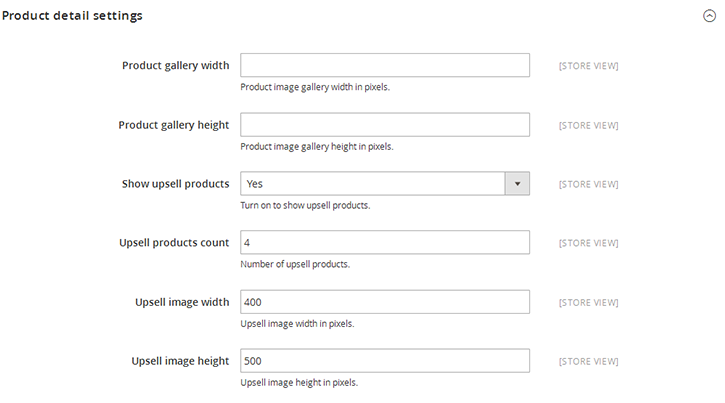 Product detail settings
Product gallery width [STORE VIEW]
Product image gallery width in pixels.
Product gallery height [STORE VIEW]
Product image gallery height in pixels.
Show upsell products Yes [STORE VIEW]
Turn on to show upsell products.
Upsell products count 4 [STORE VIEW]
Number of upsell products.
Upsell image width 400 [STORE VIEW]
Upsell image width in pixels.
Upsell image height 500 [STORE VIEW]
Upsell image height in pixels.